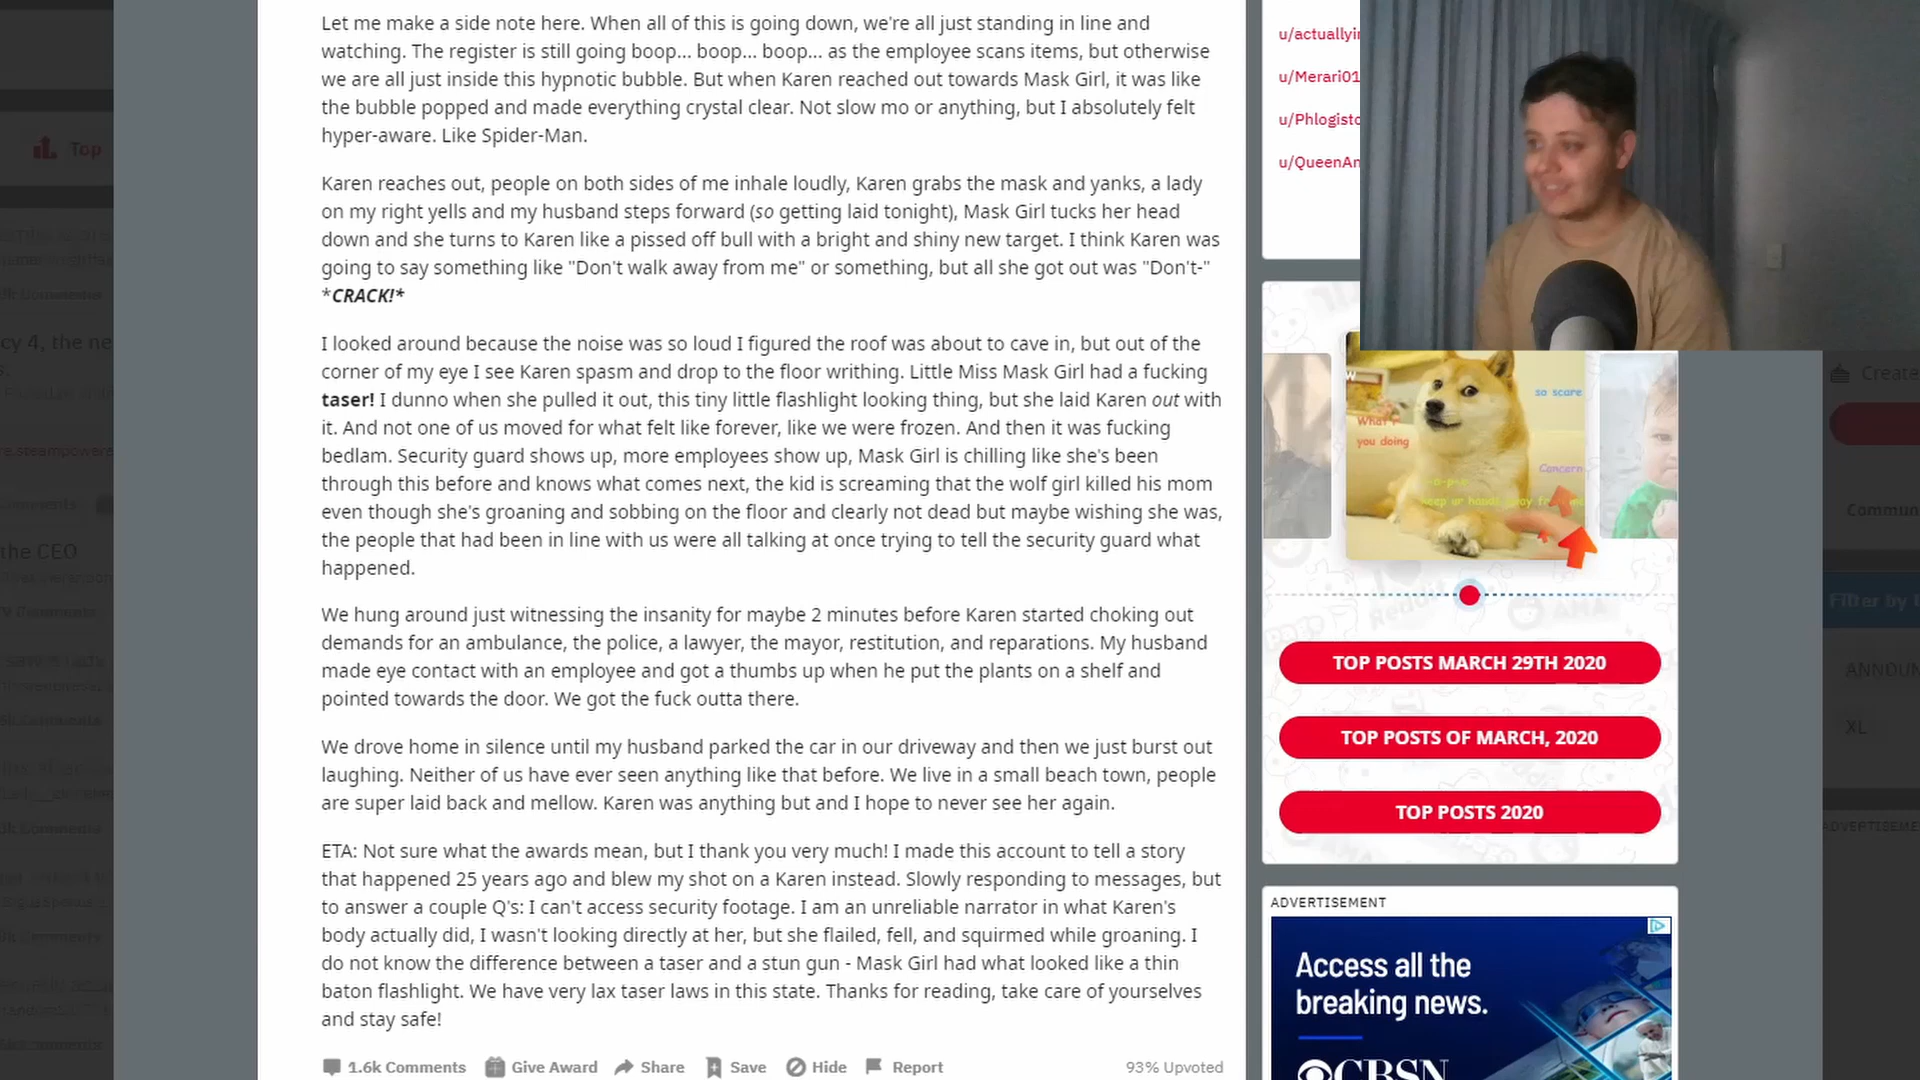 Let me make a side note here. When all of this is going down, we're all just standing in line and
watching. The register is still going boop... boop... boop... as the employee scans items, but otherwise
we are all just inside this hypnotic bubble. But when Karen reached out towards Mask Girl, it was like
the bubble popped and made everything crystal clear. Not slow mo or anything, but I absolutely felt
hyper-aware. Like Spider-Man.
Karen reaches out, people on both sides of me inhale loudly, Karen grabs the mask and yanks, a lady
on my right yells and my husband steps forward (so getting laid tonight), Mask Girl tucks her head
down and she turns to Karen like a pissed off bull with a bright and shiny new target. I think Karen was
going to say something like "Don't walk away from me" or something, but all she got out was "Don't-"
*CRACK!*
I looked around because the noise was so loud I figured the roof was about to cave in, but out of the
corner of my eye I see Karen spasm and drop to the floor writhing. Little Miss Mask Girl had a fucking
taser! I dunno when she pulled it out, this tiny little flashlight looking thing, but she laid Karen out with
it. And not one of us moved for what felt like forever, like we were frozen. And then it was fucking
bedlam. Security guard shows up, more employees show up, Mask Girl is chilling like she's been
through this before and knows what comes next, the kid is screaming that the wolf girl killed his mom
even though she's groaning and sobbing on the floor and clearly not dead but maybe wishing she was,
the people that had been in line with us were all talking at once trying to tell the security guard what
happened.
We hung around just witnessing the insanity for maybe 2 minutes before Karen started choking out
demands for an ambulance, the police, a lawyer, the mayor, restitution, and reparations. My husband
made eye contact with an employee and got a thumbs up when he put the plants on a shelf and
pointed towards the door. We got the fuck outta there.
We drove home in silence until my husband parked the car in our driveway and then we just burst out
laughing. Neither of us have ever seen anything like that before. We live in a small beach town, people
are super laid back and mellow. Karen was anything but and I hope to never see her again.
ETA: Not sure what the awards mean, but I thank you very much! I made this account to tell a story
that happened 25 years ago and blew my shot on a Karen instead. Slowly responding to messages, but
to answer a couple Q's: I can't access security footage. I am an unreliable narrator in what Karen's
body actually did, I wasn't looking directly at her, but she flailed, fell, and squirmed while groaning. I
do not know the difference between a taser and a stun gun - Mask Girl had what looked like a thin
baton flashlight. We have very lax taser laws in this state. Thanks for reading, take care of yourselves
and stay safe!
1.6k Comments Give Award Share Save Hide Report 93% Upvoted
Top
cy 4, the ne
the CEO
u/actuallyi
u/Merari01
u/Phlogist
u/QueenAn
so scare
What
you doing
Concern
TOP POSTS MARCH 29TH 2020
TOP POSTS OF MARCH, 2020
TOP POSTS 2020
ADVERTISEMENT
Access all the
breaking news.
CBSN
Create
Commun
Filter by
ANNOUN
XL
ADVERTISEME